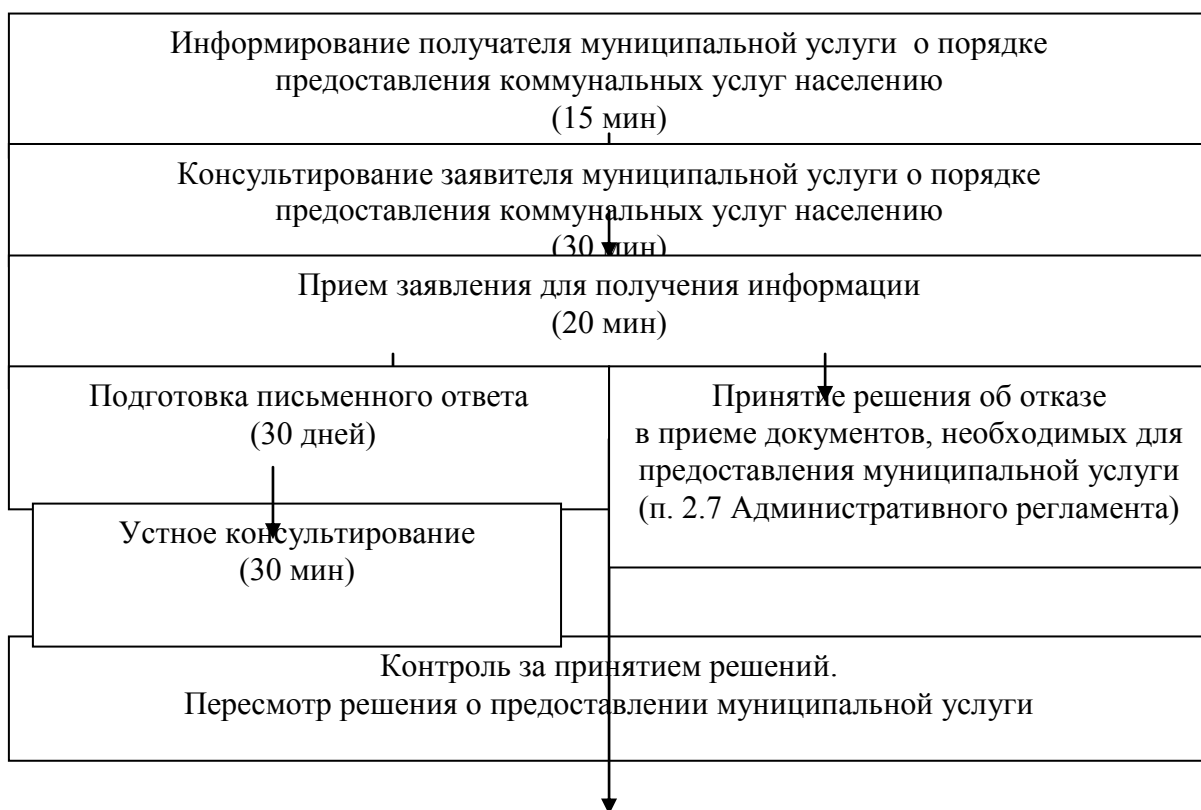 Информирование получателя муниципальной услуги о порядке
предоставления коммунальных услуг населению
(15 мин)
Консультирование заявителя муниципальной услуги о порядке
предоставления коммунальных услуг населению
(30 мин)
Прием заявления для получения информации
(20 мин)
Подготовка письменного ответа
(30 дней)
Принятие решения об отказе
в приеме документов, необходимых для
предоставления муниципальной услуги
(п. 2.7 Административного регламента)
Устное консультирование
(30 мин)
Контроль за принятием решений.
Пересмотр решения о предоставлении муниципальной услуги